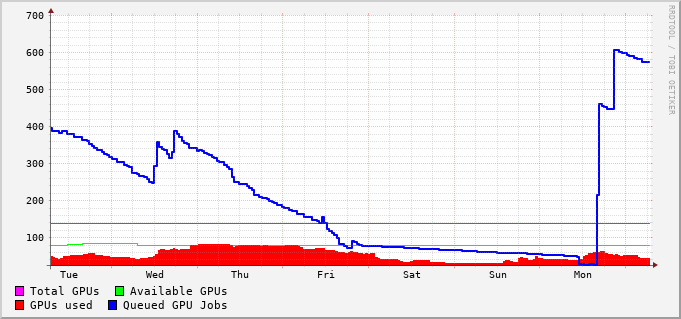 700
600
500
400
300
200
100
Tue Wed Thu Fri Sat Sun Mon
Total GPUs Available GPUs
GPUs used Queued GPU Jobs
RRDTOOL / TOBI OETIKER